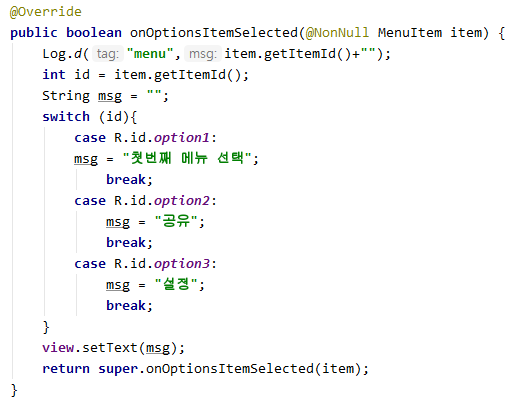 @Override
public boolean onOptionsItemSelected(@NonNull MenuItem item) {
    Log.d( tag: "menu", msg: item.getItemId()+"");
    int id = item.getItemId();
    String msg = "";
    switch (id){
        case R.id.option1:
        msg = "첫번째 메뉴 선택";
            break;
        case R.id.option2:
            msg = "공유";
            break;
        case R.id.option3:
            msg = "설정";
            break;
    }
    view.setText(msg);
    return super.onOptionsItemSelected(item);
}